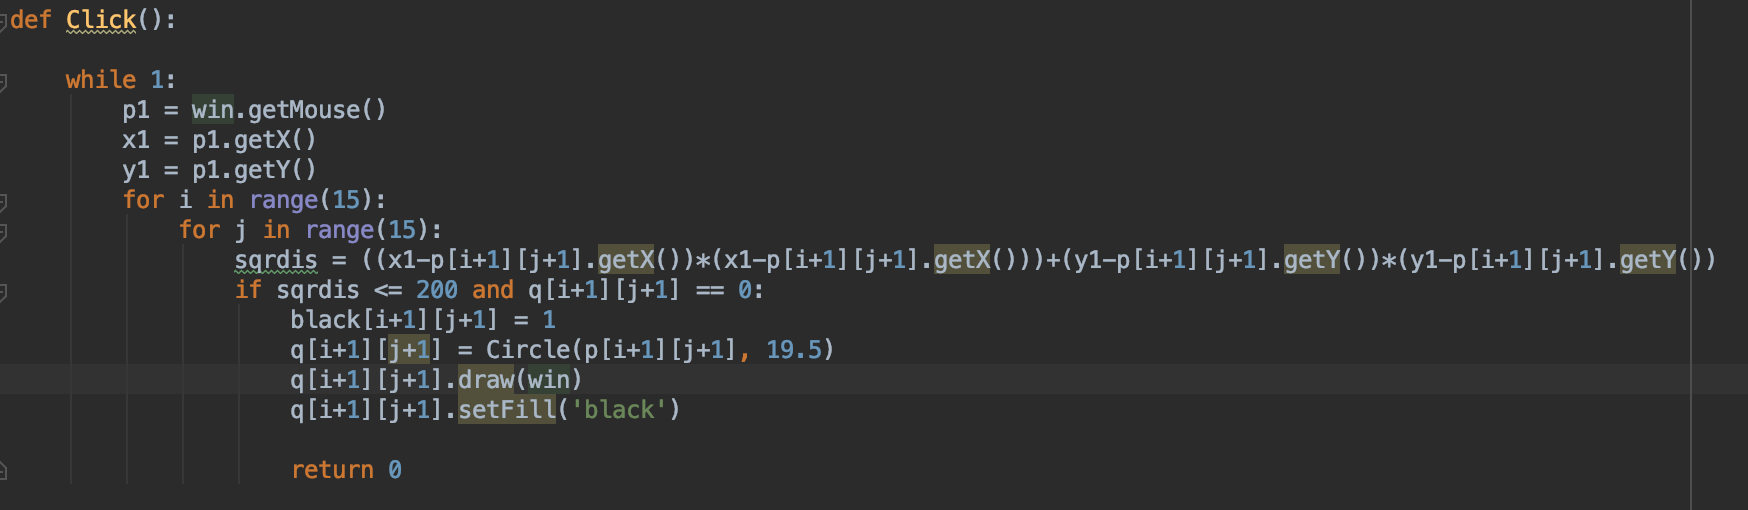 def Click():
while 1:
p1 = win.getMouse()
x1 = p1.getX()
y1 = p1.getY()
for i in range(15):
for j in range(15):
sqrdis = ((x1-p[i+1][j+1].getX())*(x1-p[i+1][j+1].getX()))+(y1-p[i+1][j+1].getY())*(y1-p[i+1][j+1].getY())
if sqrdis <= 200 and q[i+1][j+1] == 0:
black[i+1][j+1] = 1
q[i+1][j+1] = Circle(p[i+1][j+1], 19.5)
q[i+1][j+1].draw(win)
q[i+1][j+1].setFill('black')
return 0